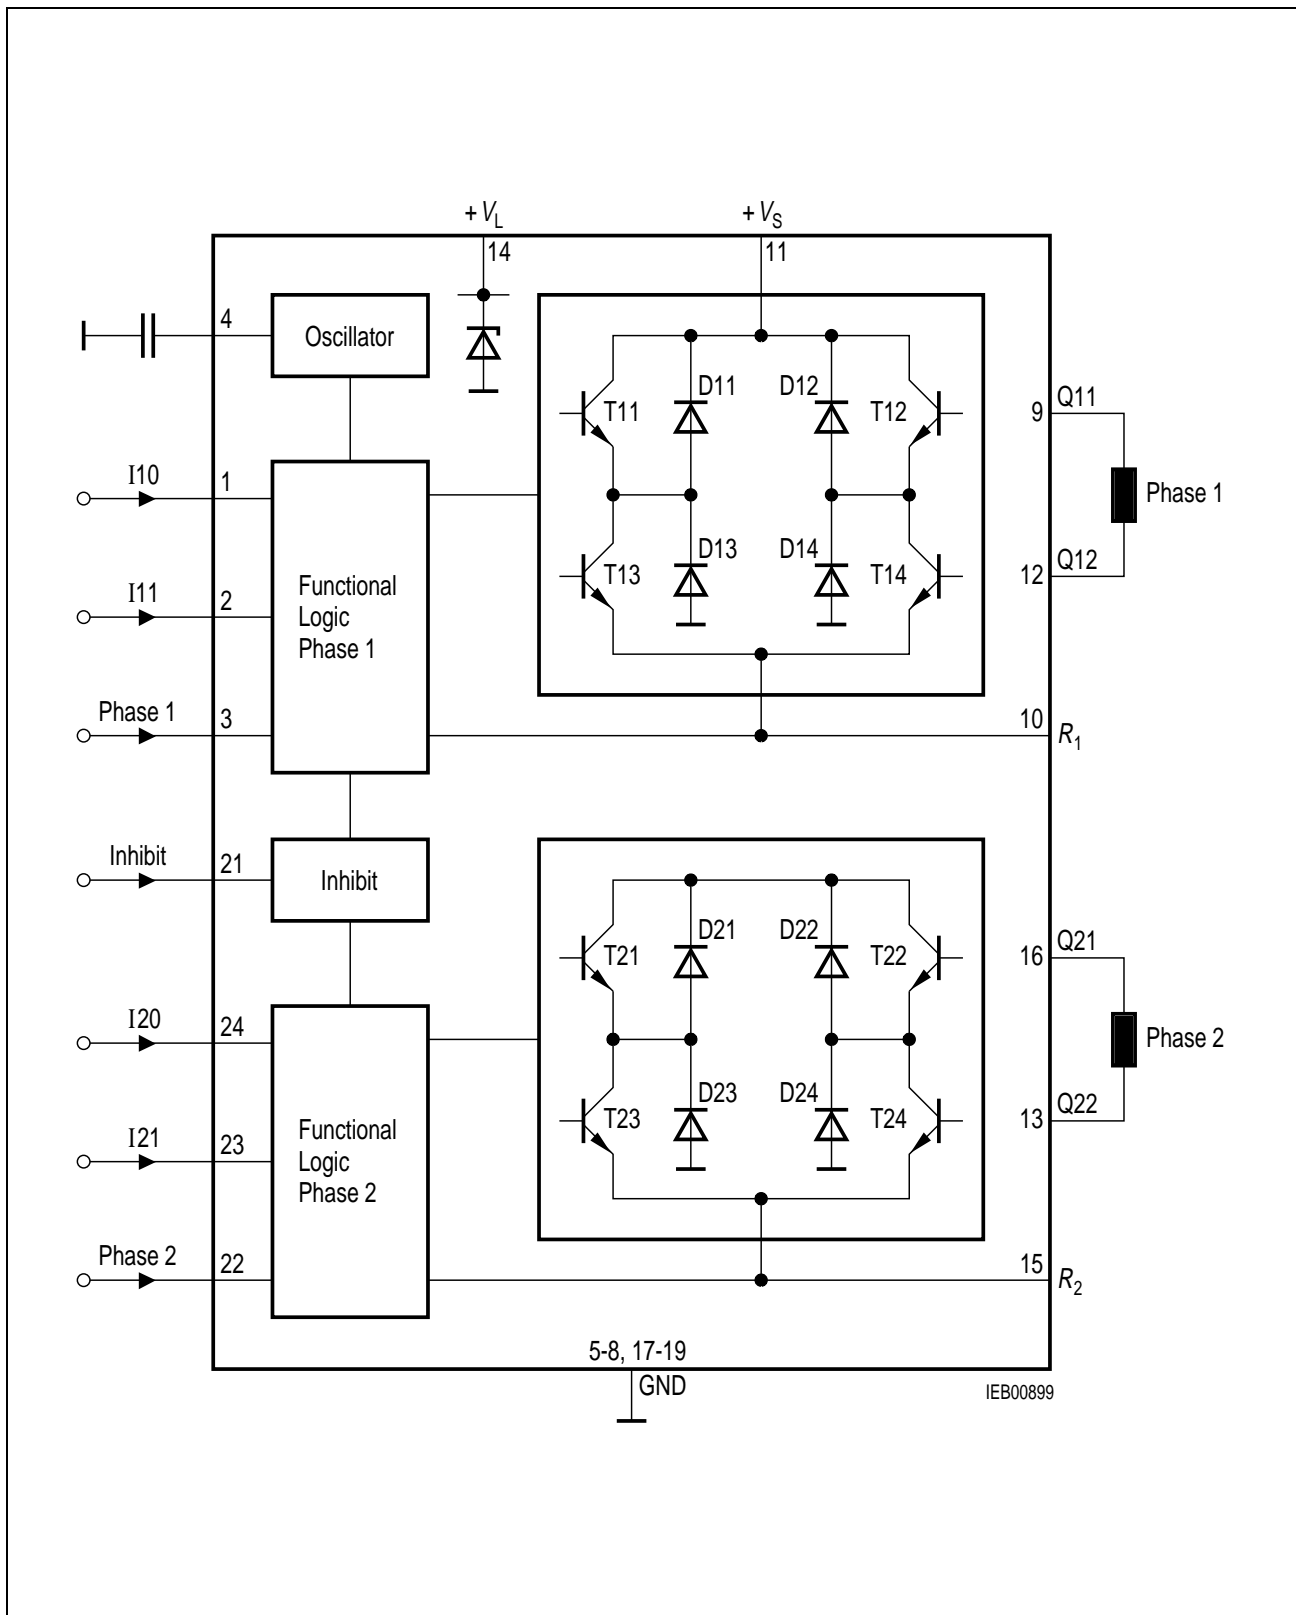 + VL
+ VS
14
11
4
Oscillator
D11
D12
T11
T12
9
Q11
I10
1
Phase 1
D13
D14
Q12
T13
T14
12
I11
2
Functional
Logic
Phase 1
Phase 1
3
10
R1
Inhibit
21
Inhibit
D21
D22
T21
T22
16
Q21
I20
24
Phase 2
D23
D24
Q22
T23
T24
13
I21
23
Functional
Logic
Phase 2
Phase 2
22
15
R2
5-8, 17-19
GND
IEB00899